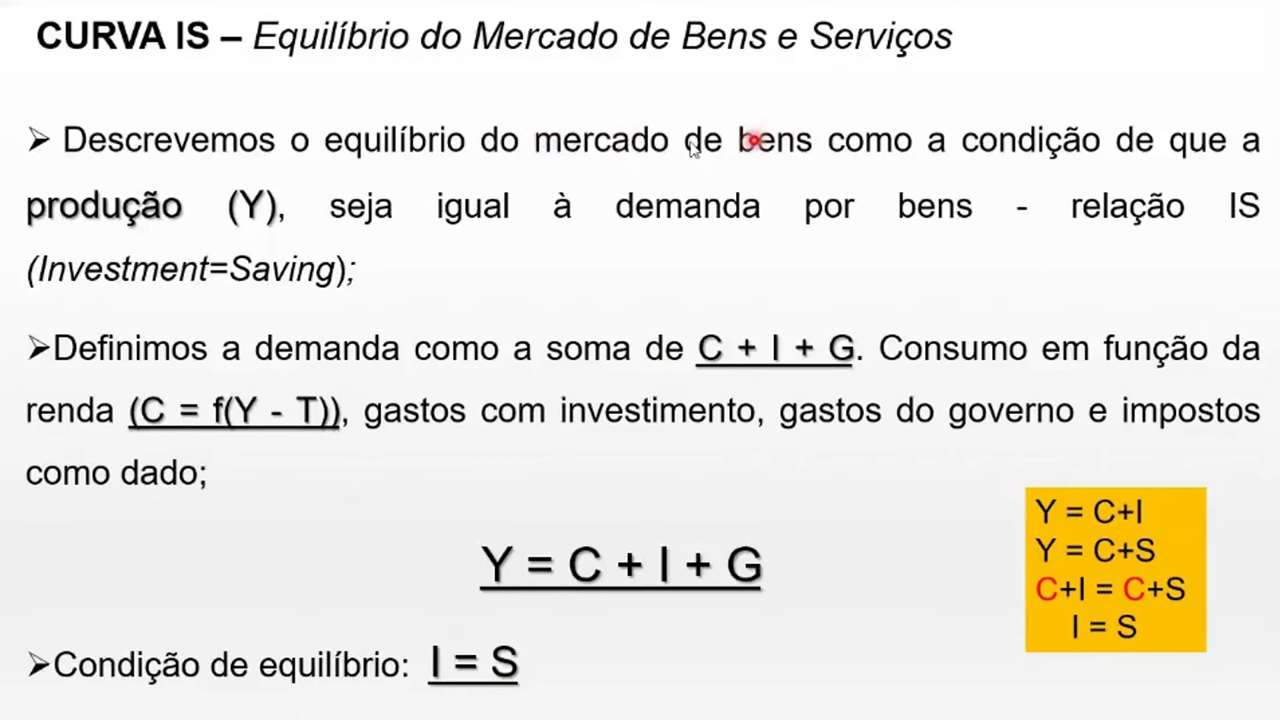 CURVA IS – Equilíbrio do Mercado de Bens e Serviços
➢ Descrevemos o equilíbrio do mercado de bens como a condição de que a
produção (Y), seja igual à demanda por bens - relação IS
(Investment=Saving);
➢Definimos a demanda como a soma de C + I + G. Consumo em função da
renda (C = f(Y - T)), gastos com investimento, gastos do governo e impostos
como dado;
Y = C + I + G
➢Condição de equilíbrio: I = S
Y = C+I
Y = C+S
C+I = C+S
I = S